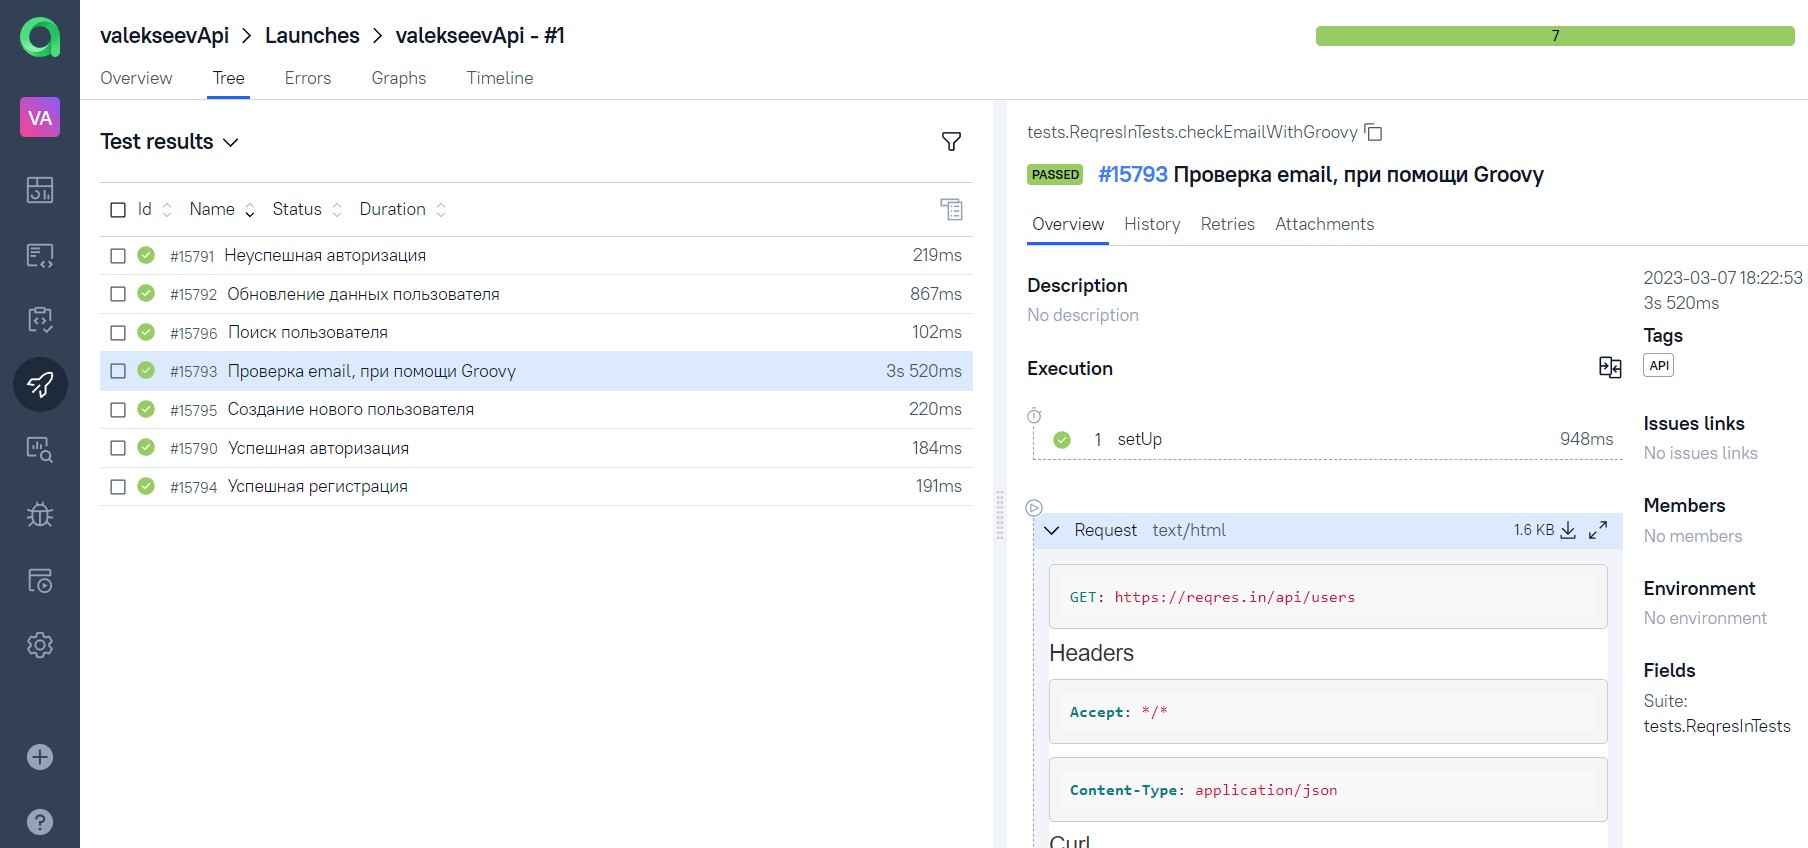 valekseevApi > Launches > valekseevApi - #1
7
Overview Tree Errors Graphs Timeline
VA
Test results
Id Name Status Duration
#15791 Неуспешная авторизация 219ms
#15792 Обновление данных пользователя 867ms
#15796 Поиск пользователя 102ms
#15793 Проверка email, при помощи Groovy 3s 520ms
#15795 Создание нового пользователя 220ms
#15790 Успешная авторизация 184ms
#15794 Успешная регистрация 191ms
tests.ReqresInTests.checkEmailWithGroovy
PASSED #15793 Проверка email, при помощи Groovy
Overview History Retries Attachments
Description
No description
Execution
1 setUp 948ms
Request text/html 1.6 KB
GET: https://reqres.in/api/users
Headers
Accept: */*
Content-Type: application/json
Curl
2023-03-07 18:22:53
3s 520ms
Tags
API
Issues links
No issues links
Members
No members
Environment
No environment
Fields
Suite:
tests.ReqresInTests